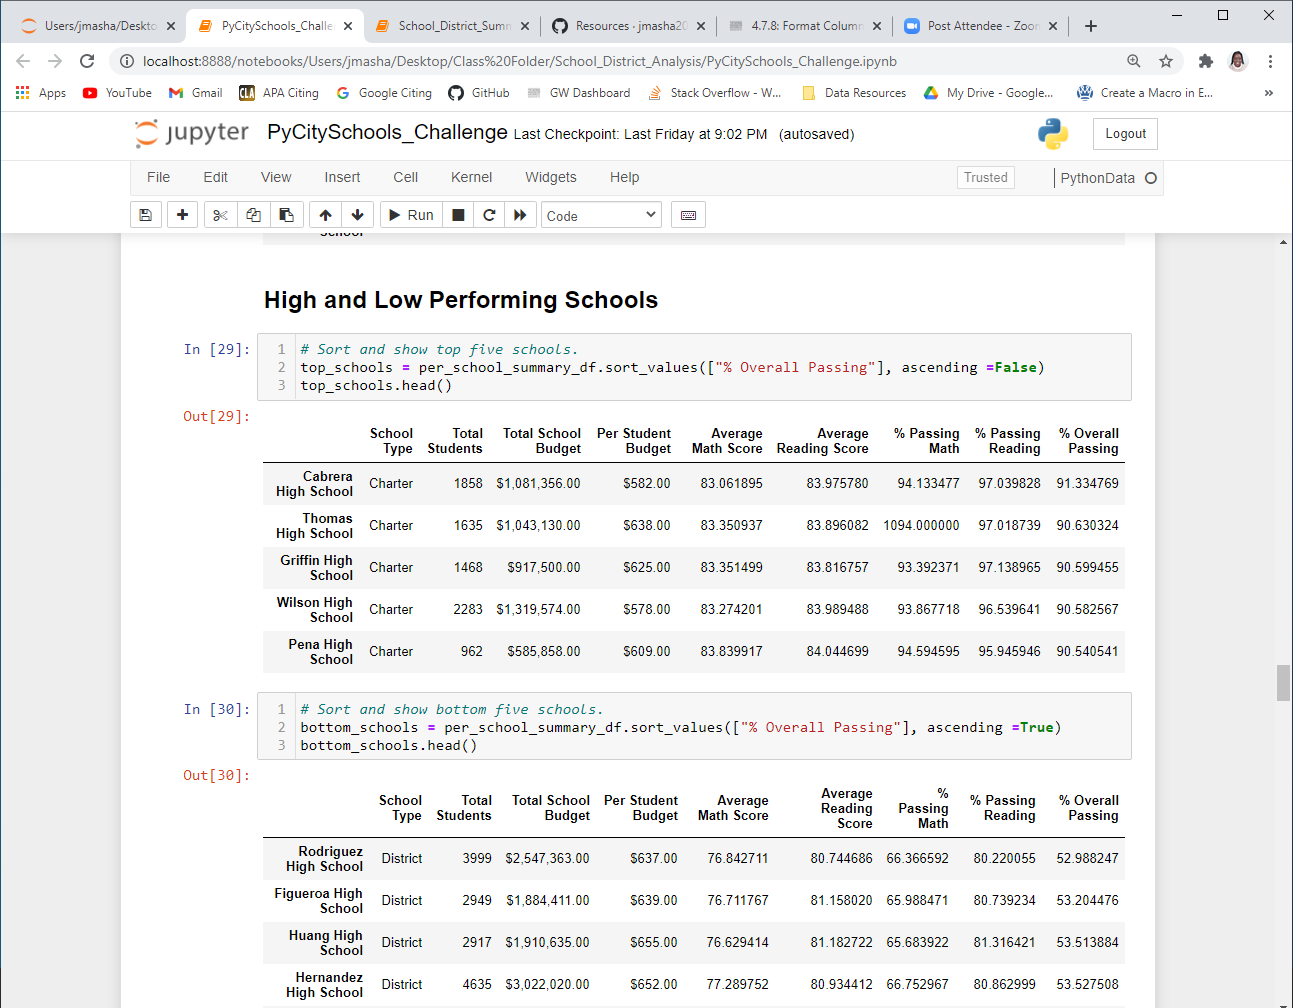 Users/jmasha/Deskto
PyCitySchools_Challe
School_District_Summ
Resources · jmasha20
4.7.8: Format Column
Post Attendee - Zoom
localhost:8888/notebooks/Users/jmasha/Desktop/Class%20Folder/School_District_Analysis/PyCitySchools_Challenge.ipynb
Apps YouTube Gmail CLA APA Citing Google Citing GitHub GW Dashboard Stack Overflow - W... Data Resources My Drive - Google... Create a Macro in E... »
jupyter PyCitySchools_Challenge Last Checkpoint: Last Friday at 9:02 PM (autosaved) Logout
File Edit View Insert Cell Kernel Widgets Help Trusted PythonData
Run Code
School
High and Low Performing Schools
In [29]: 1 # Sort and show top five schools.
2 top_schools = per_school_summary_df.sort_values(["% Overall Passing"], ascending =False)
3 top_schools.head()
Out[29]:
School Type Total Students Total School Budget Per Student Budget Average Math Score Average Reading Score % Passing Math % Passing Reading % Overall Passing
Cabrera High School Charter 1858 $1,081,356.00 $582.00 83.061895 83.975780 94.133477 97.039828 91.334769
Thomas High School Charter 1635 $1,043,130.00 $638.00 83.350937 83.896082 1094.000000 97.018739 90.630324
Griffin High School Charter 1468 $917,500.00 $625.00 83.351499 83.816757 93.392371 97.138965 90.599455
Wilson High School Charter 2283 $1,319,574.00 $578.00 83.274201 83.989488 93.867718 96.539641 90.582567
Pena High School Charter 962 $585,858.00 $609.00 83.839917 84.044699 94.594595 95.945946 90.540541
In [30]: 1 # Sort and show bottom five schools.
2 bottom_schools = per_school_summary_df.sort_values(["% Overall Passing"], ascending =True)
3 bottom_schools.head()
Out[30]:
School Type Total Students Total School Budget Per Student Budget Average Math Score Average Reading Score % Passing Math % Passing Reading % Overall Passing
Rodriguez High School District 3999 $2,547,363.00 $637.00 76.842711 80.744686 66.366592 80.220055 52.988247
Figueroa High School District 2949 $1,884,411.00 $639.00 76.711767 81.158020 65.988471 80.739234 53.204476
Huang High School District 2917 $1,910,635.00 $655.00 76.629414 81.182722 65.683922 81.316421 53.513884
Hernandez High School District 4635 $3,022,020.00 $652.00 77.289752 80.934412 66.752967 80.862999 53.527508